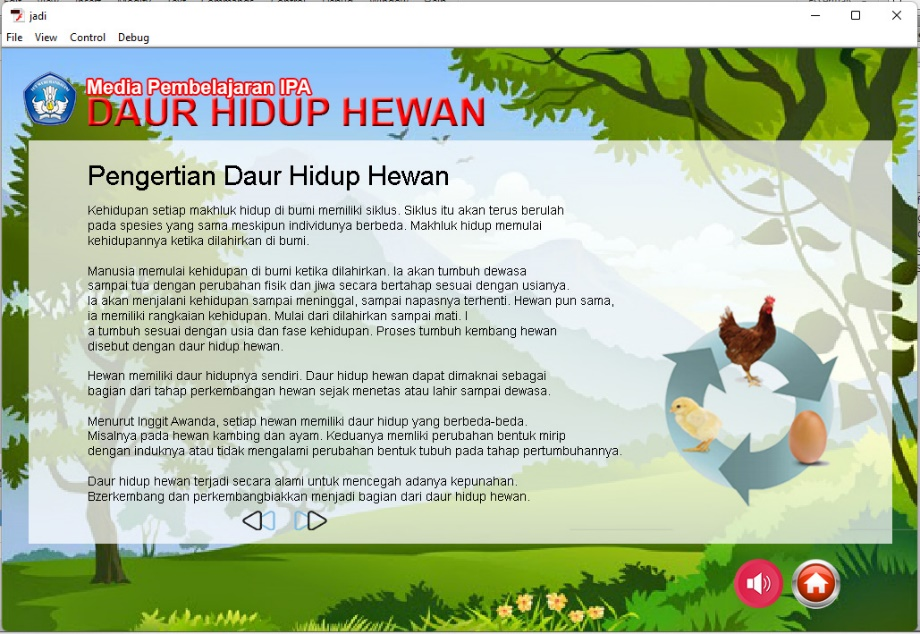 jadi
File View Control Debug
Media Pembelajaran IPA
DAUR HIDUP HEWAN
Pengertian Daur Hidup Hewan
Kehidupan setiap makhluk hidup di bumi memiliki siklus. Siklus itu akan terus berulah
pada spesies yang sama meskipun individunya berbeda. Makhluk hidup memulai
kehidupannya ketika dilahirkan di bumi.
Manusia memulai kehidupan di bumi ketika dilahirkan. Ia akan tumbuh dewasa
sampai tua dengan perubahan fisik dan jiwa secara bertahap sesuai dengan usianya.
Ia akan menjalani kehidupan sampai meninggal, sampai napasnya terhenti. Hewan pun sama,
ia memiliki rangkaian kehidupan. Mulai dari dilahirkan sampai mati. I
a tumbuh sesuai dengan usia dan fase kehidupan. Proses tumbuh kembang hewan
disebut dengan daur hidup hewan.
Hewan memiliki daur hidupnya sendiri. Daur hidup hewan dapat dimaknai sebagai
bagian dari tahap perkembangan hewan sejak menetas atau lahir sampai dewasa.
Menurut Inggit Awanda, setiap hewan memiliki daur hidup yang berbeda-beda.
Misalnya pada hewan kambing dan ayam. Keduanya memliki perubahan bentuk mirip
dengan induknya atau tidak mengalami perubahan bentuk tubuh pada tahap pertumbuhannya.
Daur hidup hewan terjadi secara alami untuk mencegah adanya kepunahan.
Bzerkembang dan perkembangbiakkan menjadi bagian dari daur hidup hewan.